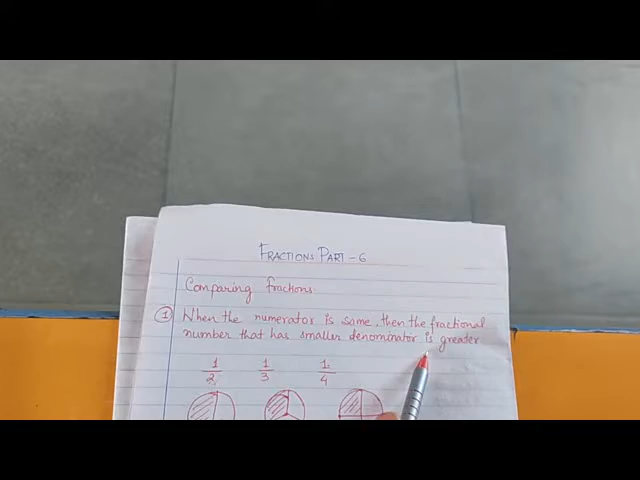 FRACTIONS PART - 6
Comparing fractions
① When the numerator is same, then the fractional
number that has smaller denominator is greater
1/2 1/3 1/4